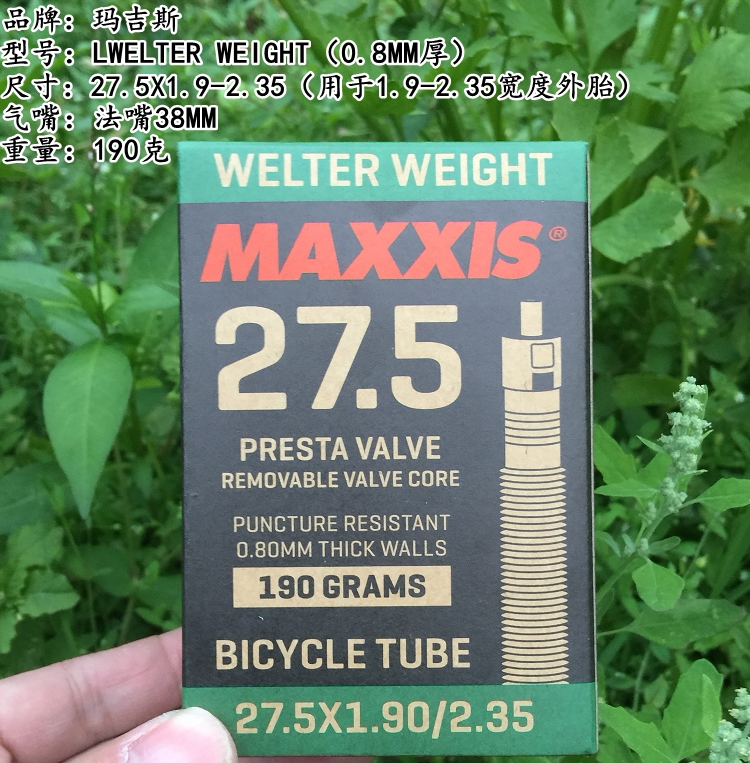 品牌: 玛吉斯
型号: LWELTER WEIGHT (0.8MM厚)
尺寸: 27.5X1.9-2.35 (用于1.9-2.35宽度外胎)
气嘴: 法嘴38MM
重量: 190克
WELTER WEIGHT
MAXXIS®
27.5
PRESTA VALVE
REMOVABLE VALVE CORE
PUNCTURE RESISTANT
0.80MM THICK WALLS
190 GRAMS
BICYCLE TUBE
27.5X1.90/2.35